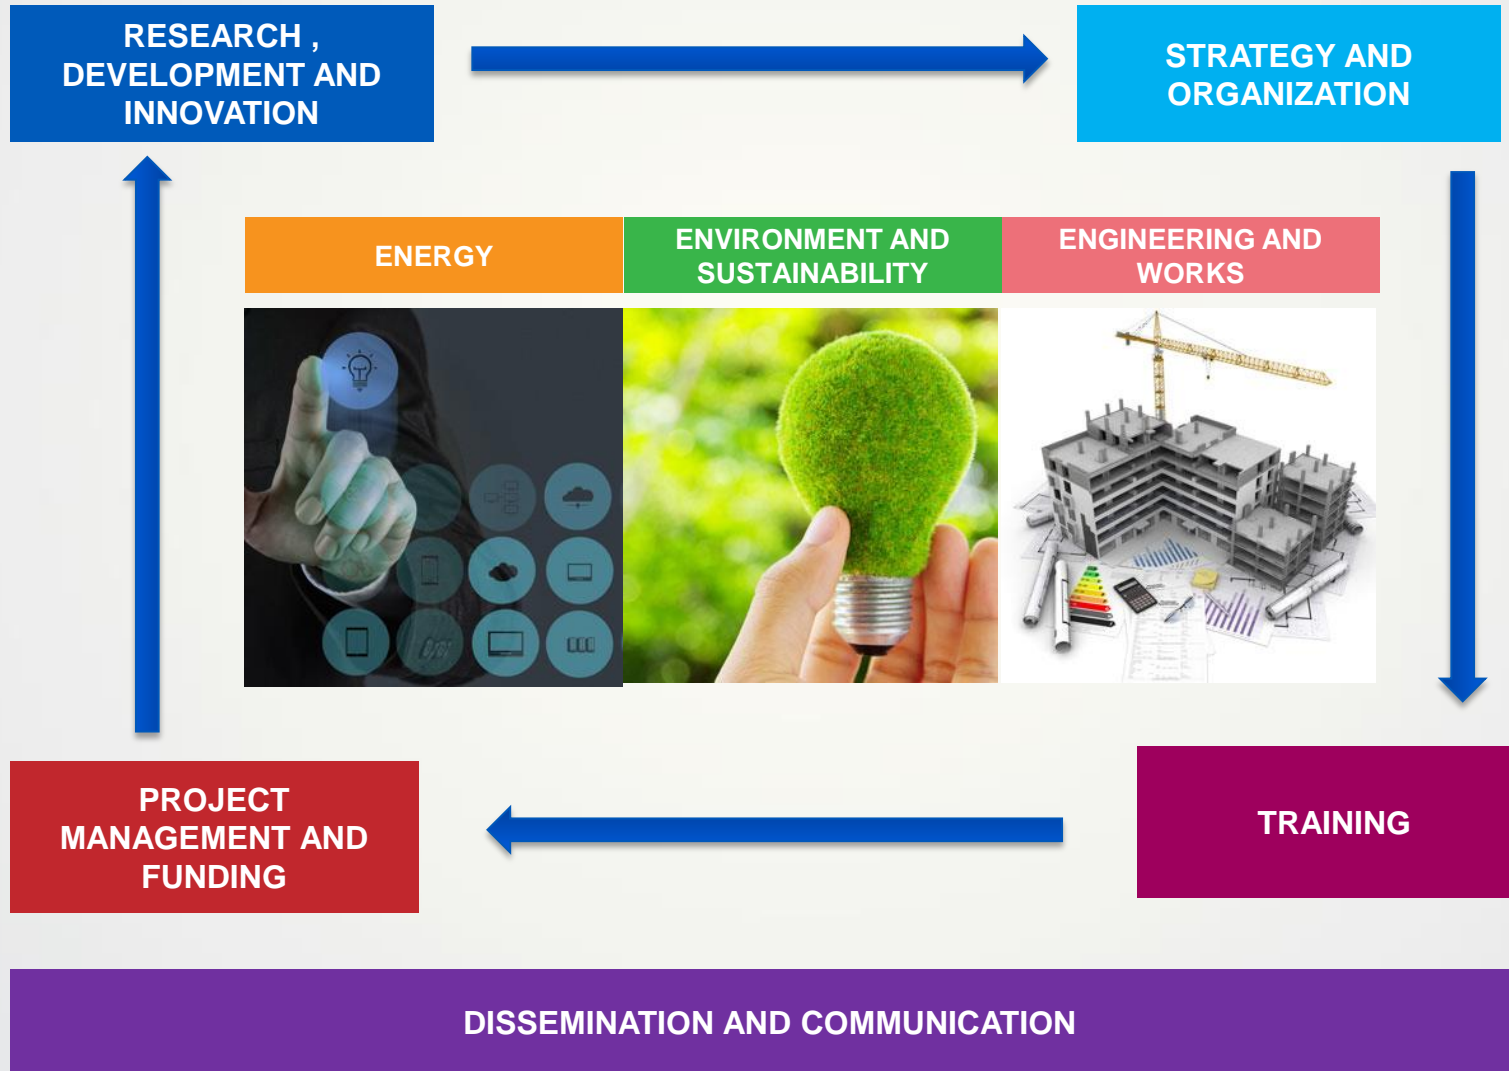 RESEARCH ,
DEVELOPMENT AND
INNOVATION
STRATEGY AND
ORGANIZATION
ENERGY
ENVIRONMENT AND
SUSTAINABILITY
ENGINEERING AND
WORKS
PROJECT
MANAGEMENT AND
FUNDING
TRAINING
DISSEMINATION AND COMMUNICATION